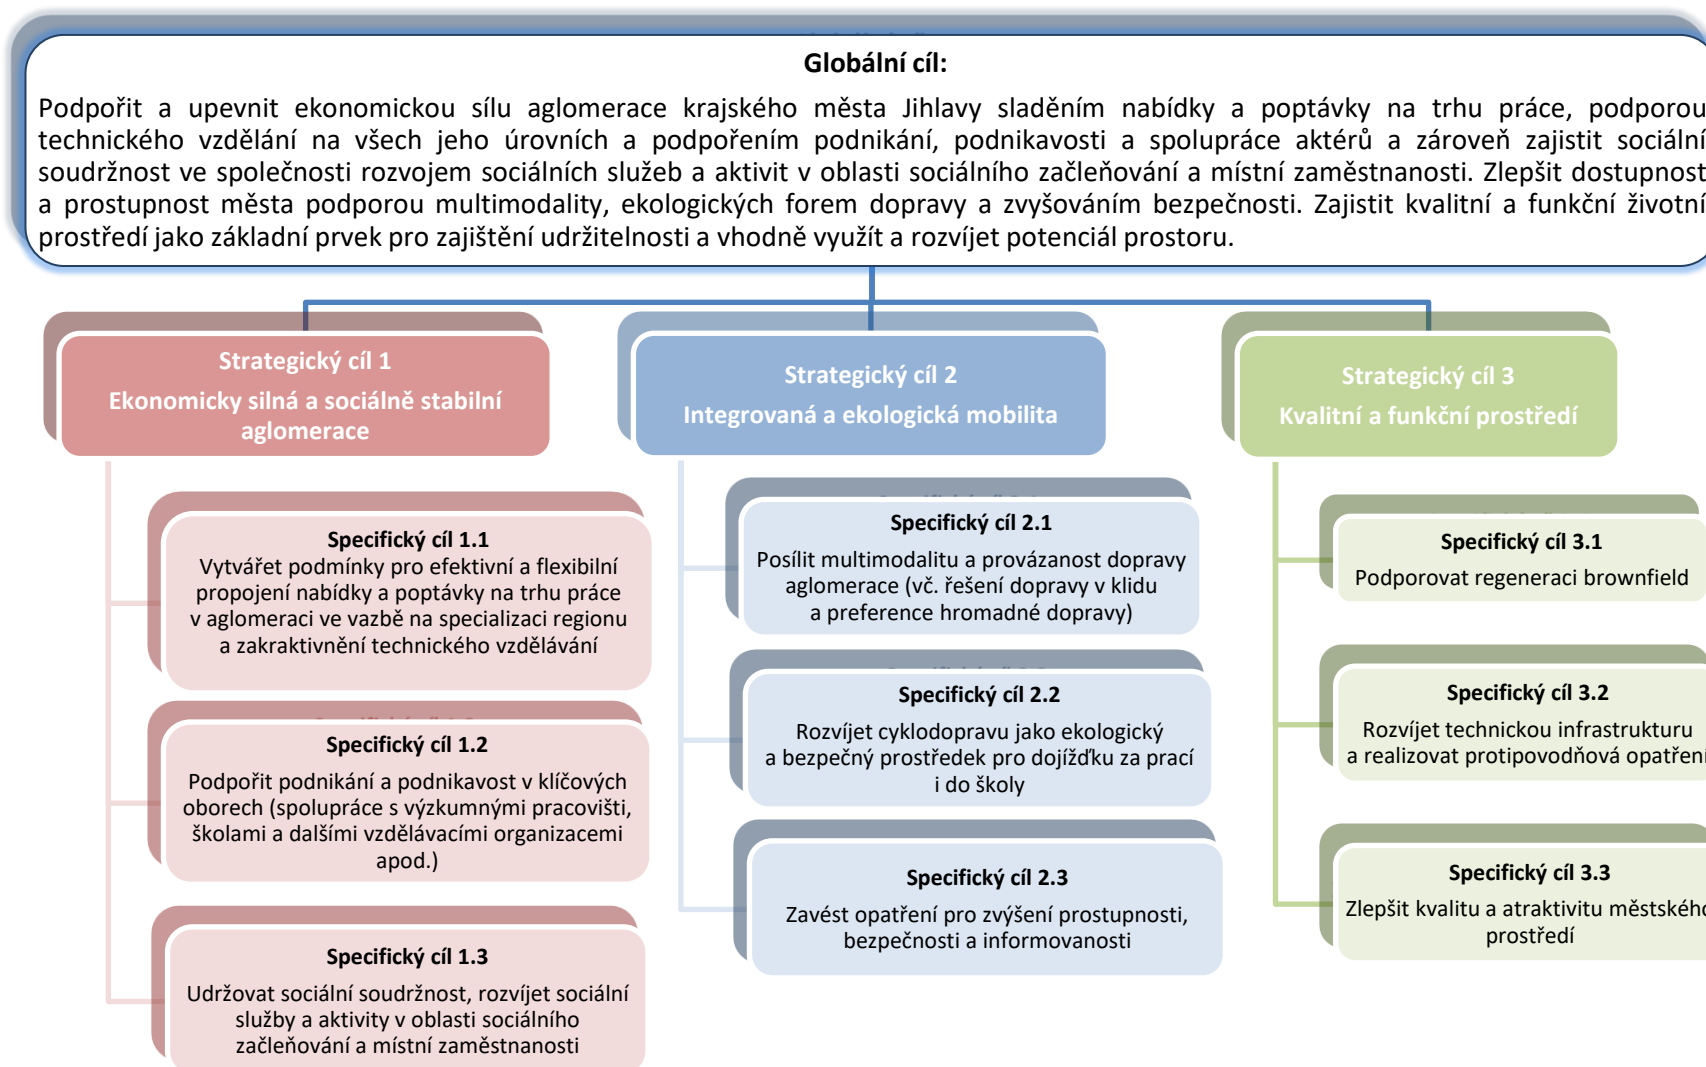 Globální cíl:
Podpořit a upevnit ekonomickou sílu aglomerace krajského města Jihlavy sladěním nabídky a poptávky na trhu práce, podporou
technického vzdělání na všech jeho úrovních a podpořením podnikání, podnikavosti a spolupráce aktérů a zároveň zajistit sociální
soudržnost ve společnosti rozvojem sociálních služeb a aktivit v oblasti sociálního začleňování a místní zaměstnanosti. Zlepšit dostupnost
a prostupnost města podporou multimodality, ekologických forem dopravy a zvyšováním bezpečnosti. Zajistit kvalitní a funkční životní
prostředí jako základní prvek pro zajištění udržitelnosti a vhodně využít a rozvíjet potenciál prostoru.
Strategický cíl 1
Ekonomicky silná a sociálně stabilní
aglomerace
Specifický cíl 1.1
Vytvářet podmínky pro efektivní a flexibilní
propojení nabídky a poptávky na trhu práce
v aglomeraci ve vazbě na specializaci regionu
a zakraktivnění technického vzdělávání
Specifický cíl 1.2
Podpořit podnikání a podnikavost v klíčových
oborech (spolupráce s výzkumnými pracovišti,
školami a dalšími vzdělávacími organizacemi
apod.)
Specifický cíl 1.3
Udržovat sociální soudržnost, rozvíjet sociální
služby a aktivity v oblasti sociálního
začleňování a místní zaměstnanosti
Strategický cíl 2
Integrovaná a ekologická mobilita
Specifický cíl 2.1
Posílit multimodalitu a provázanost dopravy
aglomerace (vč. řešení dopravy v klidu
a preference hromadné dopravy)
Specifický cíl 2.2
Rozvíjet cyklodopravu jako ekologický
a bezpečný prostředek pro dojížďku za prací
i do školy
Specifický cíl 2.3
Zavést opatření pro zvýšení prostupnosti,
bezpečnosti a informovanosti
Strategický cíl 3
Kvalitní a funkční prostředí
Specifický cíl 3.1
Podporovat regeneraci brownfield
Specifický cíl 3.2
Rozvíjet technickou infrastrukturu
a realizovat protipovodňová opatření
Specifický cíl 3.3
Zlepšit kvalitu a atraktivitu městského
prostředí